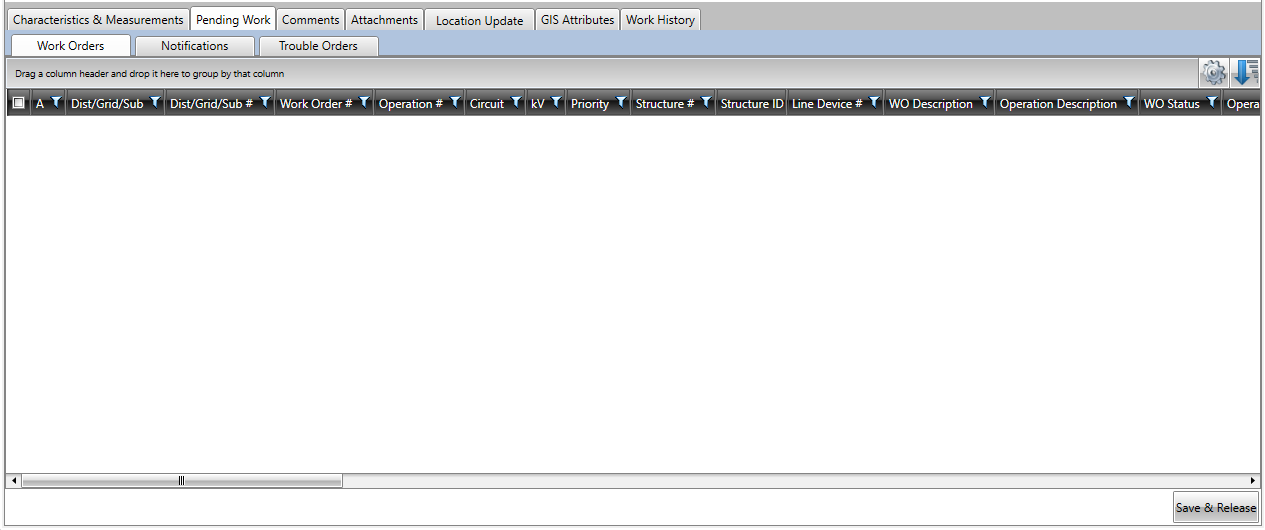 Characteristics & Measurements Pending Work Comments Attachments Location Update GIS Attributes Work History
Work Orders Notifications Trouble Orders
Drag a column header and drop it here to group by that column
A Dist/Grid/Sub Dist/Grid/Sub # Work Order # Operation # Circuit kV Priority Structure # Structure ID Line Device # WO Description Operation Description WO Status Opera
Save & Release